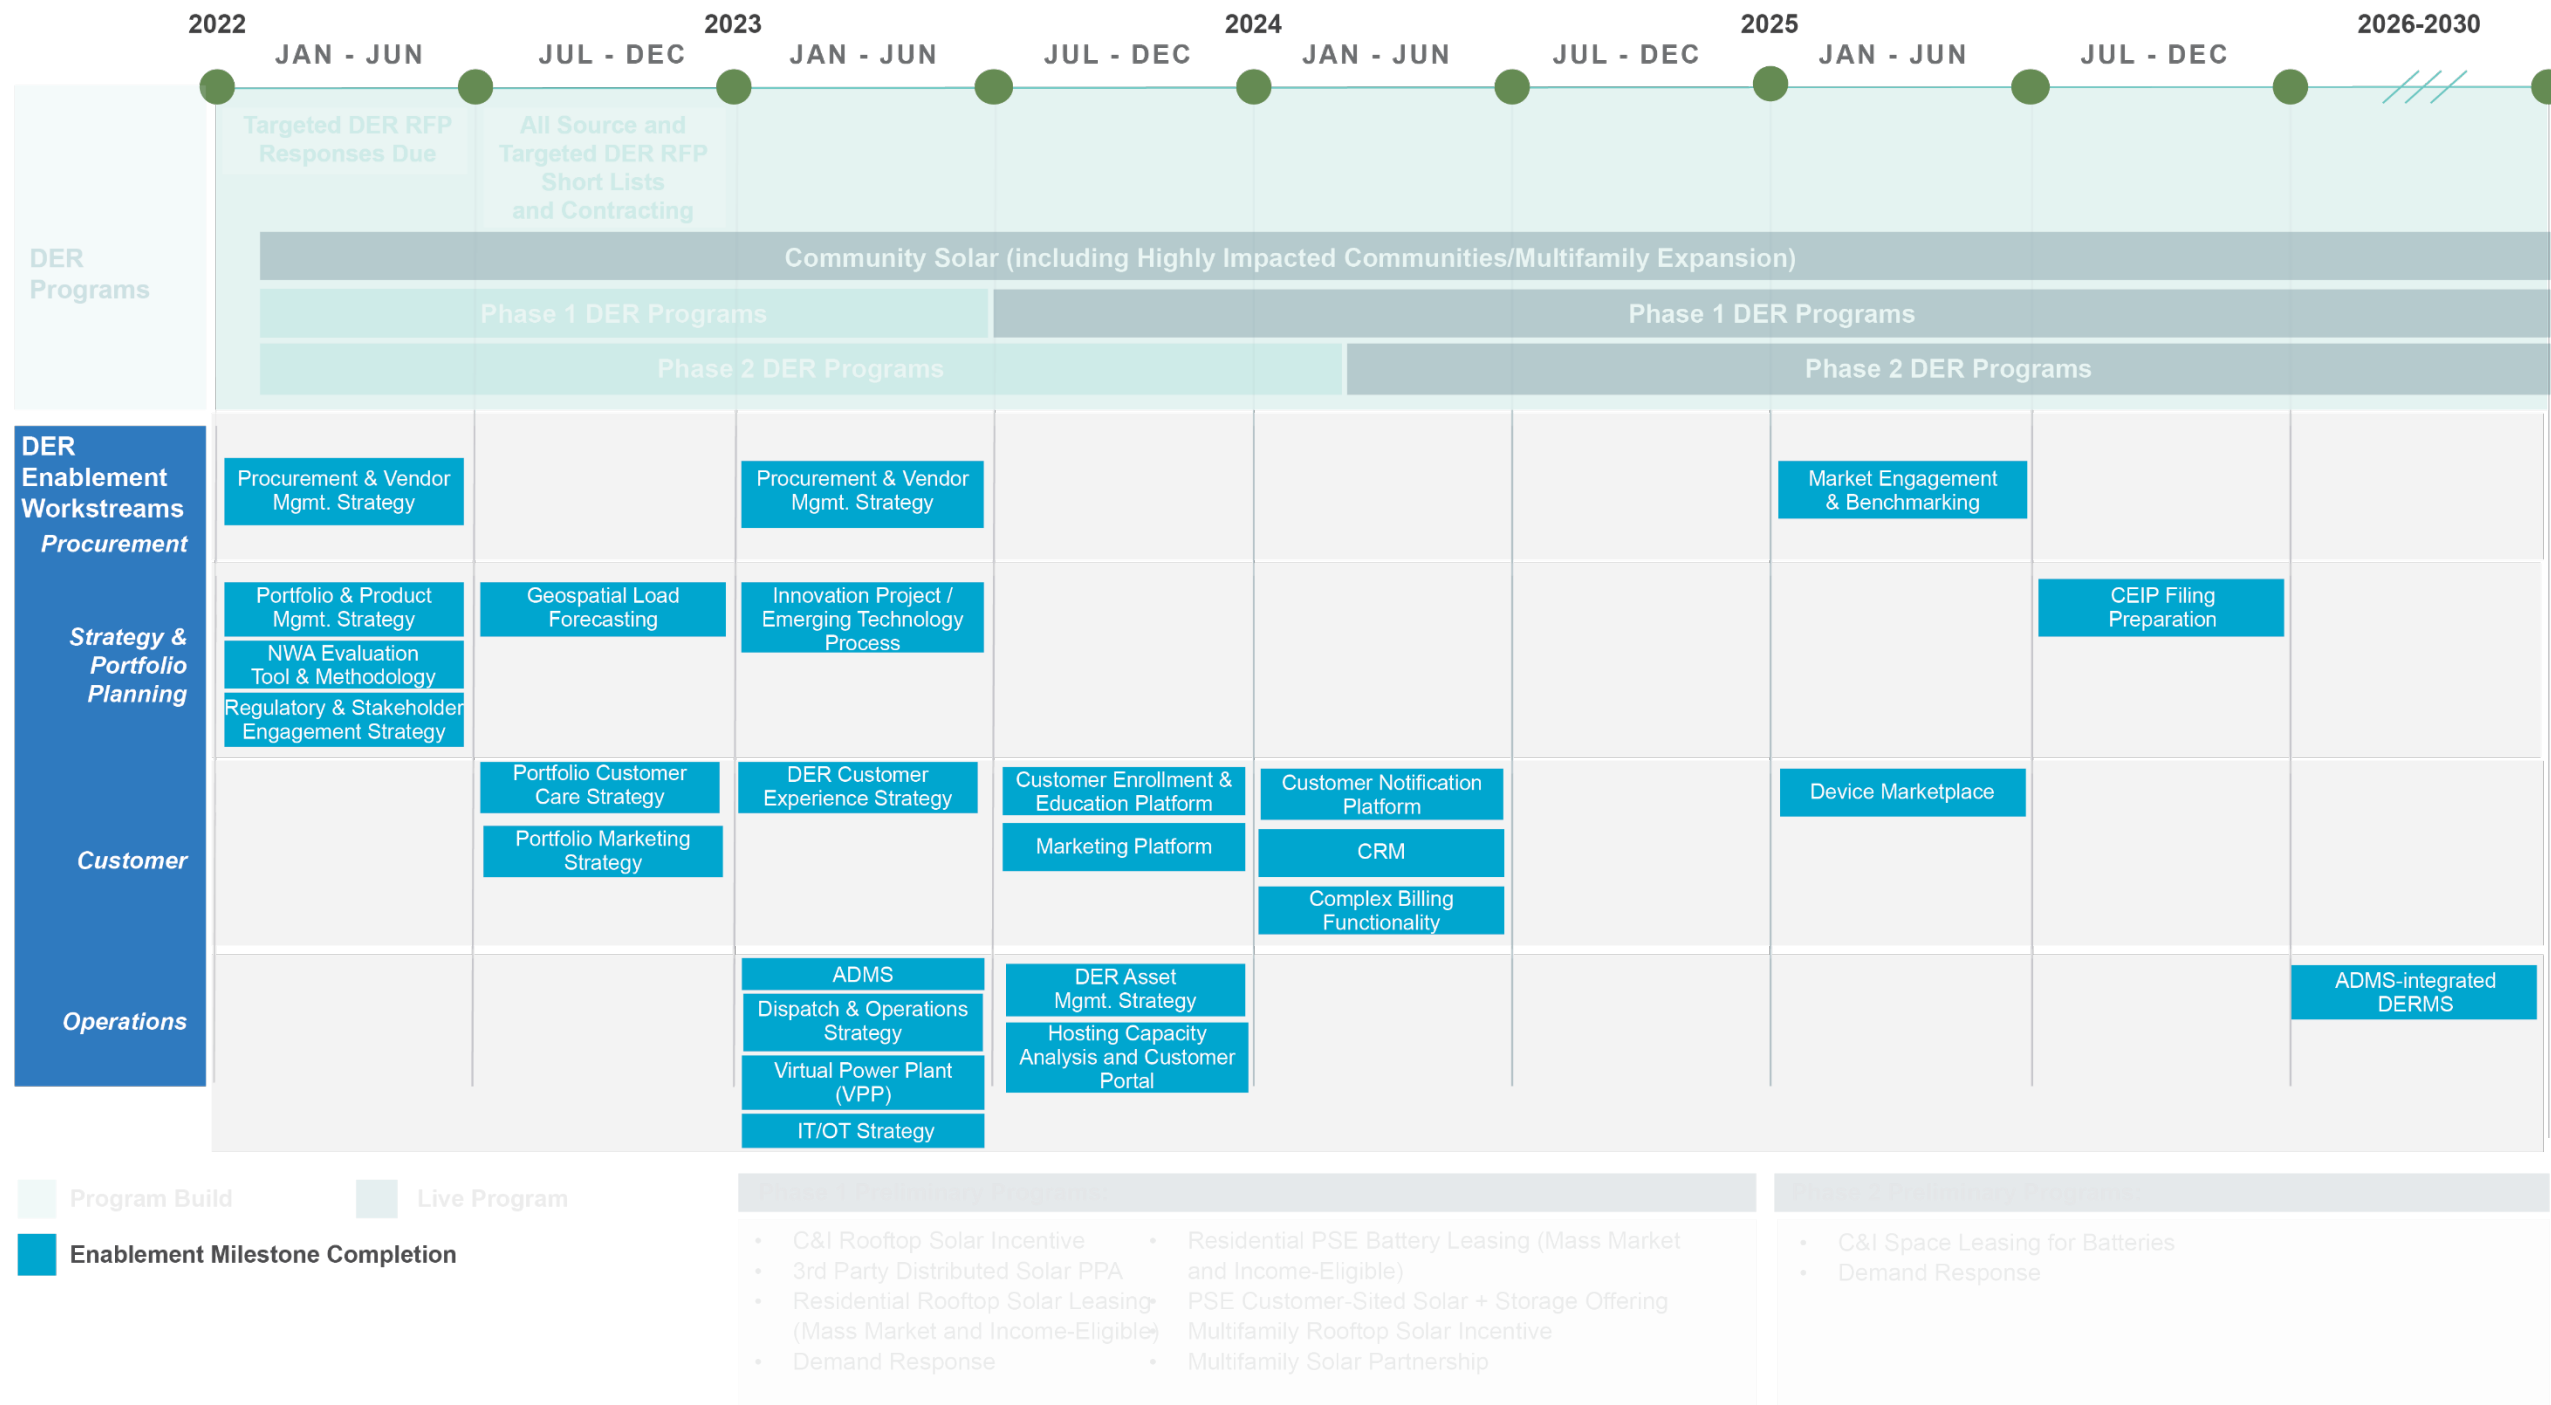 2022
2023
2024
2025
2026-2030
JAN - JUN
JUL - DEC
JAN - JUN
JUL - DEC
JAN - JUN
JUL - DEC
JAN - JUN
JUL - DEC
DER
Programs
Targeted DER RFP
Responses Due
All Source and
Targeted DER RFP
Short Lists
and Contracting
Community Solar (including Highly Impacted Communities/Multifamily Expansion)
Phase 1 DER Programs
Phase 1 DER Programs
Phase 2 DER Programs
Phase 2 DER Programs
DER
Enablement
Workstreams
Procurement
Procurement & Vendor
Mgmt. Strategy
Procurement & Vendor
Mgmt. Strategy
Market Engagement
& Benchmarking
Strategy &
Portfolio
Planning
Portfolio & Product
Mgmt. Strategy
NWA Evaluation
Tool & Methodology
Regulatory & Stakeholder
Engagement Strategy
Geospatial Load
Forecasting
Innovation Project /
Emerging Technology
Process
CEIP Filing
Preparation
Customer
Portfolio Customer
Care Strategy
Portfolio Marketing
Strategy
DER Customer
Experience Strategy
Customer Enrollment &
Education Platform
Marketing Platform
Customer Notification
Platform
CRM
Complex Billing
Functionality
Device Marketplace
Operations
ADMS
Dispatch & Operations
Strategy
Virtual Power Plant
(VPP)
IT/OT Strategy
DER Asset
Mgmt. Strategy
Hosting Capacity
Analysis and Customer
Portal
ADMS-integrated
DERMS
Program Build
Live Program
Enablement Milestone Completion
• C&I Rooftop Solar Incentive
• 3rd Party Distributed Solar PPA
• Residential Rooftop Solar Leasing
(Mass Market and Income-Eligible)
• Demand Response
• Residential PSE Battery Leasing (Mass Market
and Income-Eligible)
• PSE Customer-Sited Solar + Storage Offering
• Multifamily Rooftop Solar Incentive
• Multifamily Solar Partnership
• C&I Space Leasing for Batteries
• Demand Response